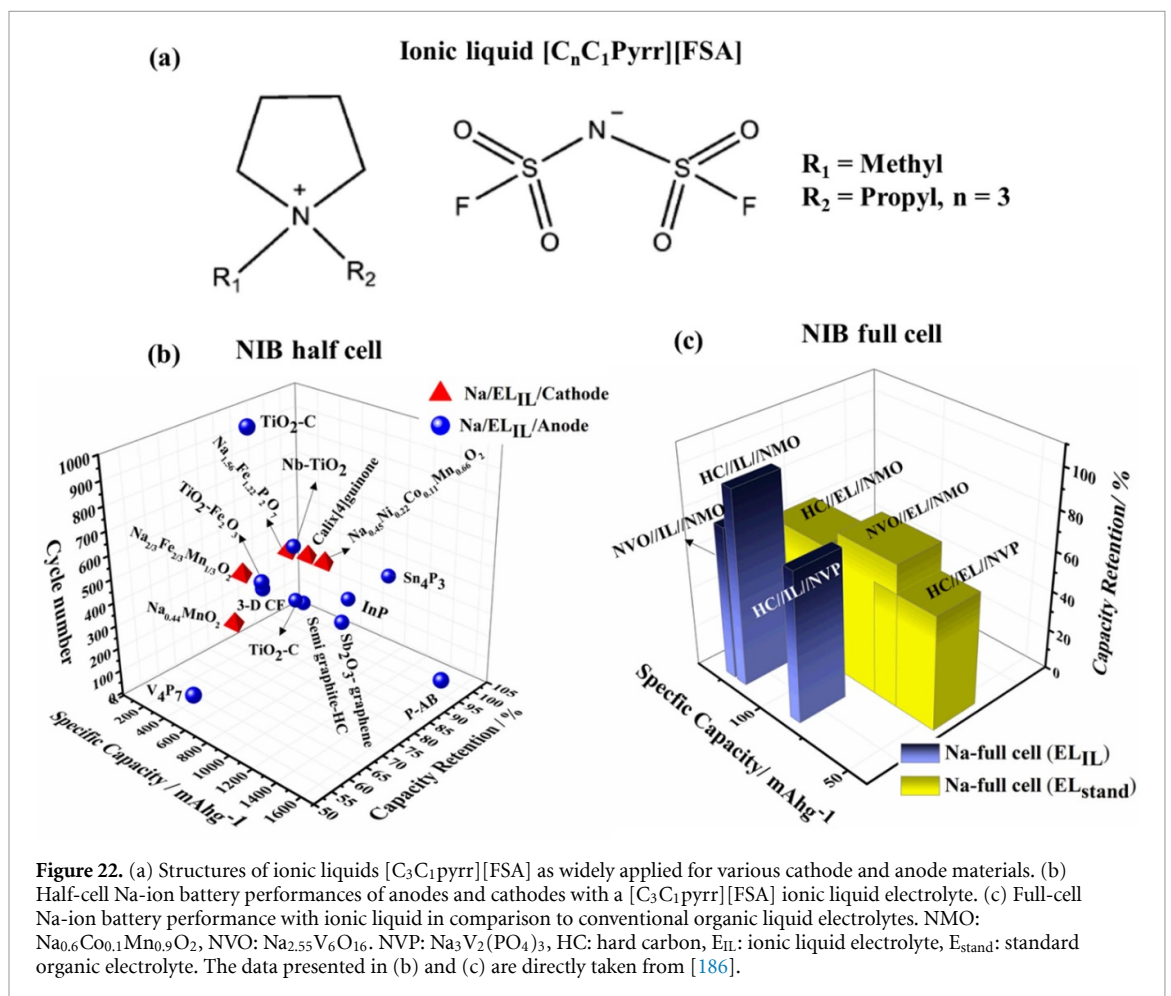 (a)
Ionic liquid [CₙC₁Pyrr][FSA]
N
+
R₁
R₂
O
N
−
O
S
S
F
F
O
O
R₁ = Methyl
R₂ = Propyl, n = 3
(b)
NIB half cell
Na/EL_IL/Cathode
Na/EL_IL/Anode
TiO₂-C
Nb-TiO₂
Na₁.₅₆Fe₁.₂₂P₂O₇
Calix[4]guinone
Na₀.₄₅Ni₀.₂₂Co₀.₁₁Mn₀.₆₆O₂
TiO₂-Fe₂O₃
Na₂/₃Fe₂/₃Mn₁/₃O₂
Sn₄P₃
3-D CF
InP
Na₀.₄₄MnO₂
TiO₂-C
Semi graphite-HC
Sb₂O₃- graphene
V₄P₇
P-AB
Cycle number
1000
900
800
700
600
500
400
300
200
100
0
Specific Capacity / mAhg⁻¹
200
400
600
800
1000
1200
1400
1600
Capacity Retention / %
50
55
60
65
70
75
80
85
90
95
100
105
(c)
NIB full cell
HC//IL//NMO
NVO//IL//NMO
HC//EL//NMO
NVO//EL//NMO
HC//IL//NVP
HC//EL//NVP
Capacity Retention/ %
100
80
60
40
20
0
Specfic Capacity/ mAhg⁻¹
100
50
Na-full cell (EL_IL)
Na-full cell (EL_stand)
Figure 22. (a) Structures of ionic liquids [C₃C₁pyrr][FSA] as widely applied for various cathode and anode materials. (b)
Half-cell Na-ion battery performances of anodes and cathodes with a [C₃C₁pyrr][FSA] ionic liquid electrolyte. (c) Full-cell
Na-ion battery performance with ionic liquid in comparison to conventional organic liquid electrolytes. NMO:
Na₀.₆Co₀.₁Mn₀.₉O₂, NVO: Na₂.₅₅V₆O₁₆. NVP: Na₃V₂(PO₄)₃, HC: hard carbon, E_IL: ionic liquid electrolyte, E_stand: standard
organic electrolyte. The data presented in (b) and (c) are directly taken from [186].